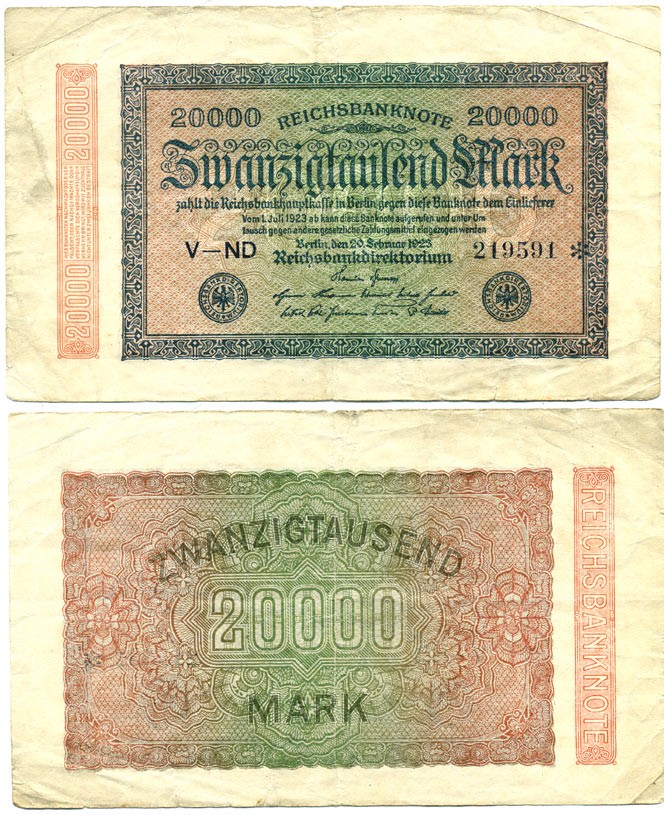 20000 REICHSBANKNOTE 20000
Zwanzigtausend Mark
zahlt die Reichsbankhauptkasse in Berlin gegen diese Banknote dem Einlieferer
Vom 1. Juli 1923 ab kann diese Banknote aufgerufen und unter Um
tausch gegen andere gesetzliche Zahlungsmittel eingezogen werden
Berlin, den 20. Februar 1923
V–ND Reichsbankdirektorium 219591 *
20000 20000
ZWANZIGTAUSEND
20000
MARK
REICHSBANKNOTE